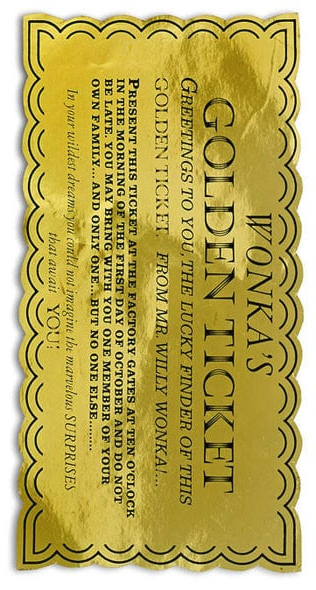 WONKA'S
GOLDEN TICKET
GREETINGS TO YOU, THE LUCKY FINDER OF THIS
GOLDEN TICKET FROM MR. WILLY WONKA!...
PRESENT THIS TICKET AT THE FACTORY GATES AT TEN O'CLOCK
IN THE MORNING OF THE FIRST DAY OF OCTOBER AND DO NOT
BE LATE, YOU MAY BRING WITH YOU ONE MEMBER OF YOUR
OWN FAMILY... AND ONLY ONE... BUT NO ONE ELSE........
In your wildest dreams you could not imagine the marvelous SURPRISES
that await YOU!